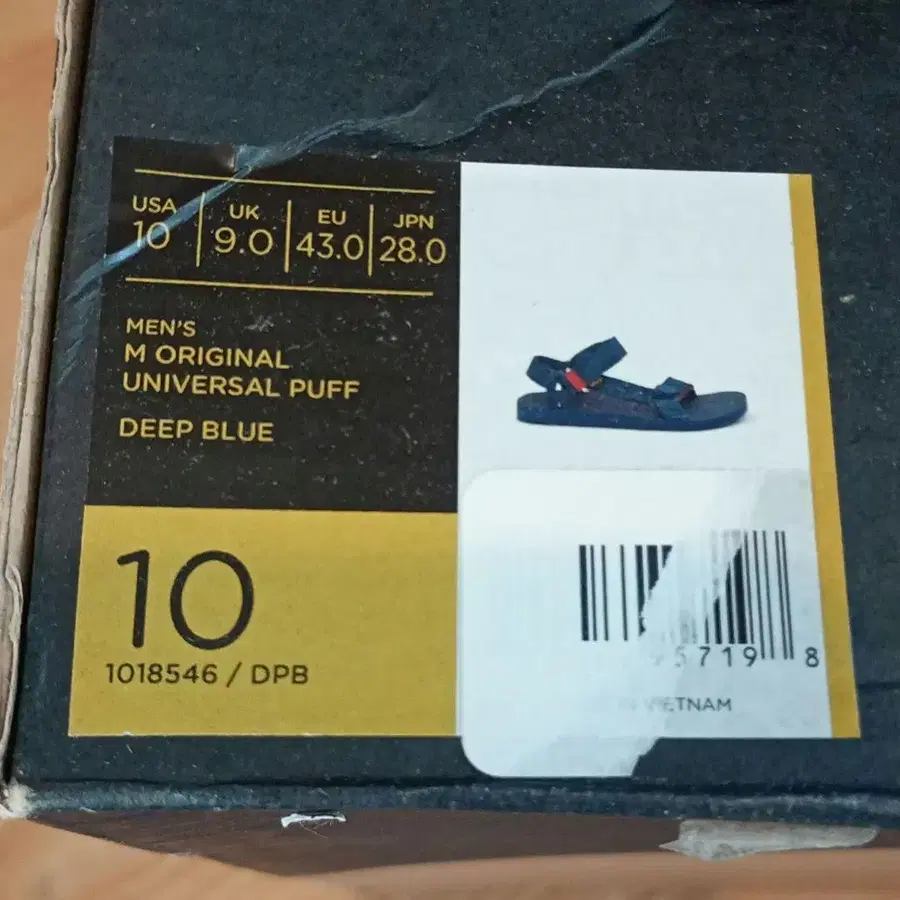 USA UK EU JPN
10 9.0 43.0 28.0
MEN'S
M ORIGINAL
UNIVERSAL PUFF
DEEP BLUE
10
1018546 / DPB
5719 8
VIETNAM